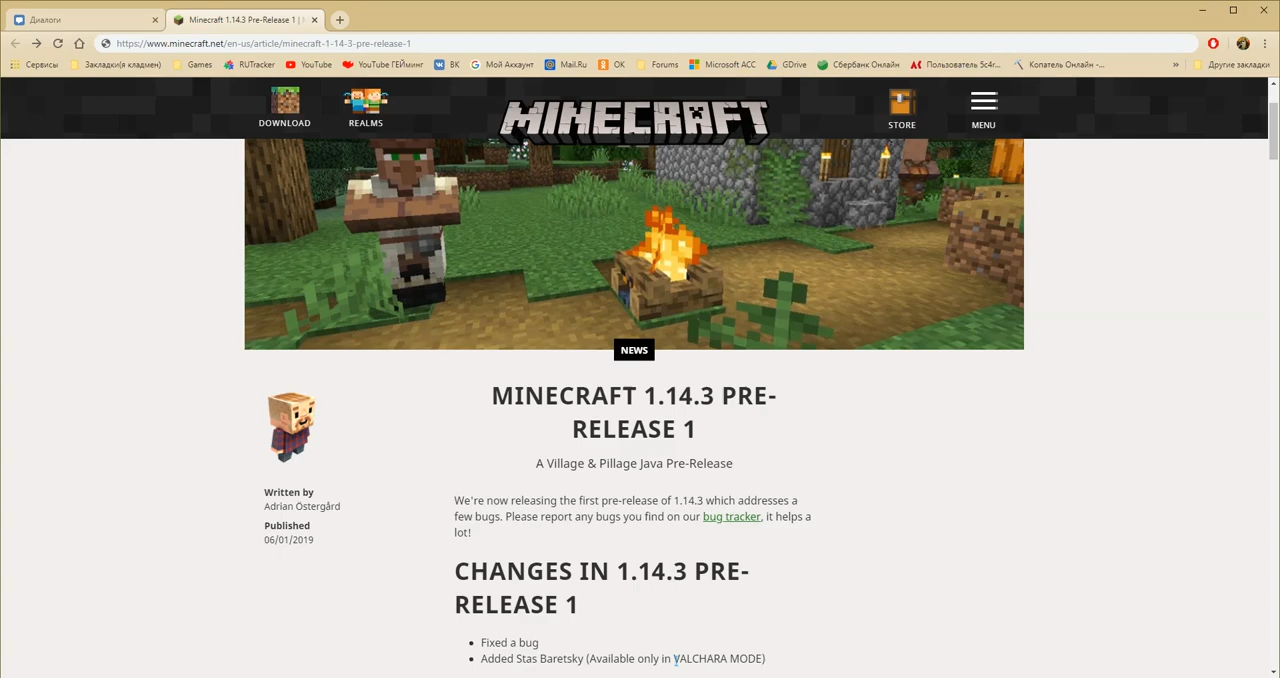 Диалоги
Minecraft 1.14.3 Pre-Release 1 |
https://www.minecraft.net/en-us/article/minecraft-1-14-3-pre-release-1
Сервисы Закладки(я кладмен) Games RUTracker YouTube YouTube ГЕЙминг ВК Мой Аккаунт Mail.Ru OK Forums Microsoft ACC GDrive Сбербанк Онлайн Пользователь 5c4r... Копатель Онлайн -... » Другие закладки
DOWNLOAD REALMS MINECRAFT STORE MENU
NEWS
MINECRAFT 1.14.3 PRE-
RELEASE 1
A Village & Pillage Java Pre-Release
Written by
Adrian Östergård
Published
06/01/2019
We're now releasing the first pre-release of 1.14.3 which addresses a
few bugs. Please report any bugs you find on our bug tracker, it helps a
lot!
CHANGES IN 1.14.3 PRE-
RELEASE 1
• Fixed a bug
• Added Stas Baretsky (Available only in VALCHARA MODE)